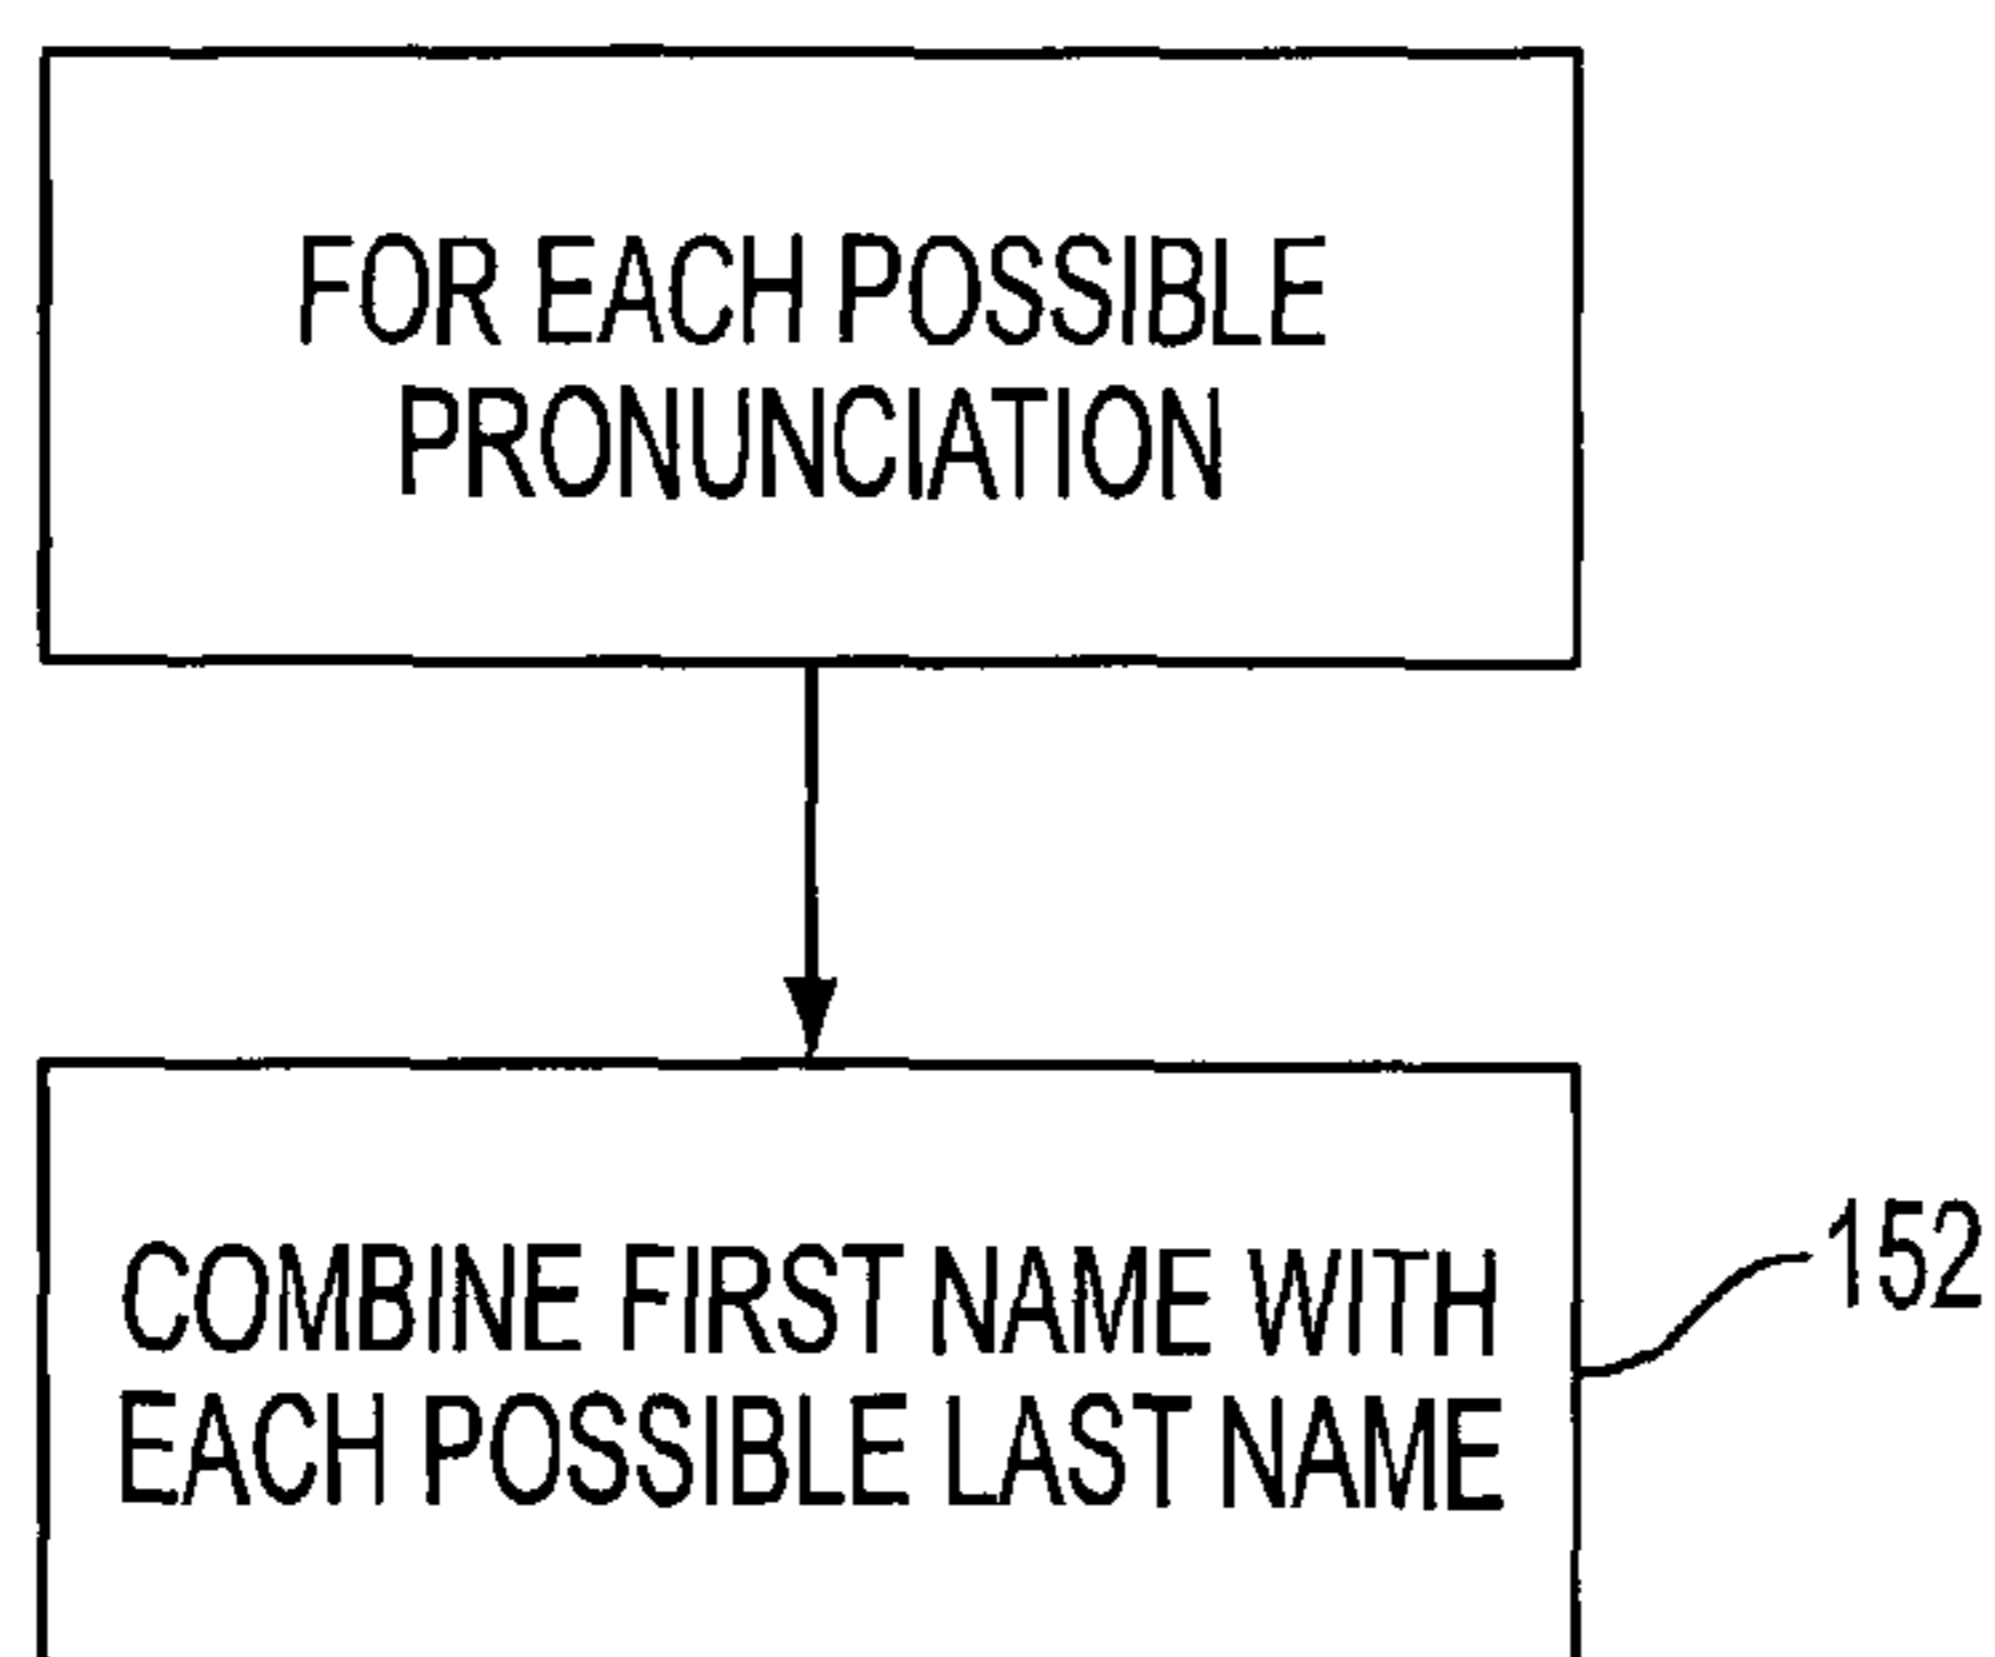 FOR EACH POSSIBLE
PRONUNCIATION
COMBINE FIRST NAME WITH
EACH POSSIBLE LAST NAME
152